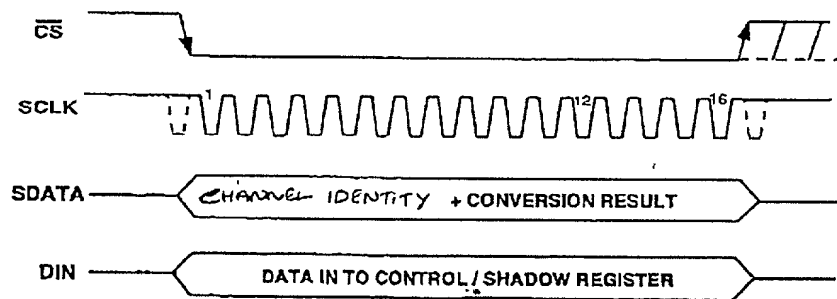 CS
SCLK
1
12
16
SDATA
CHANNEL IDENTITY + CONVERSION RESULT
DIN
DATA IN TO CONTROL / SHADOW REGISTER